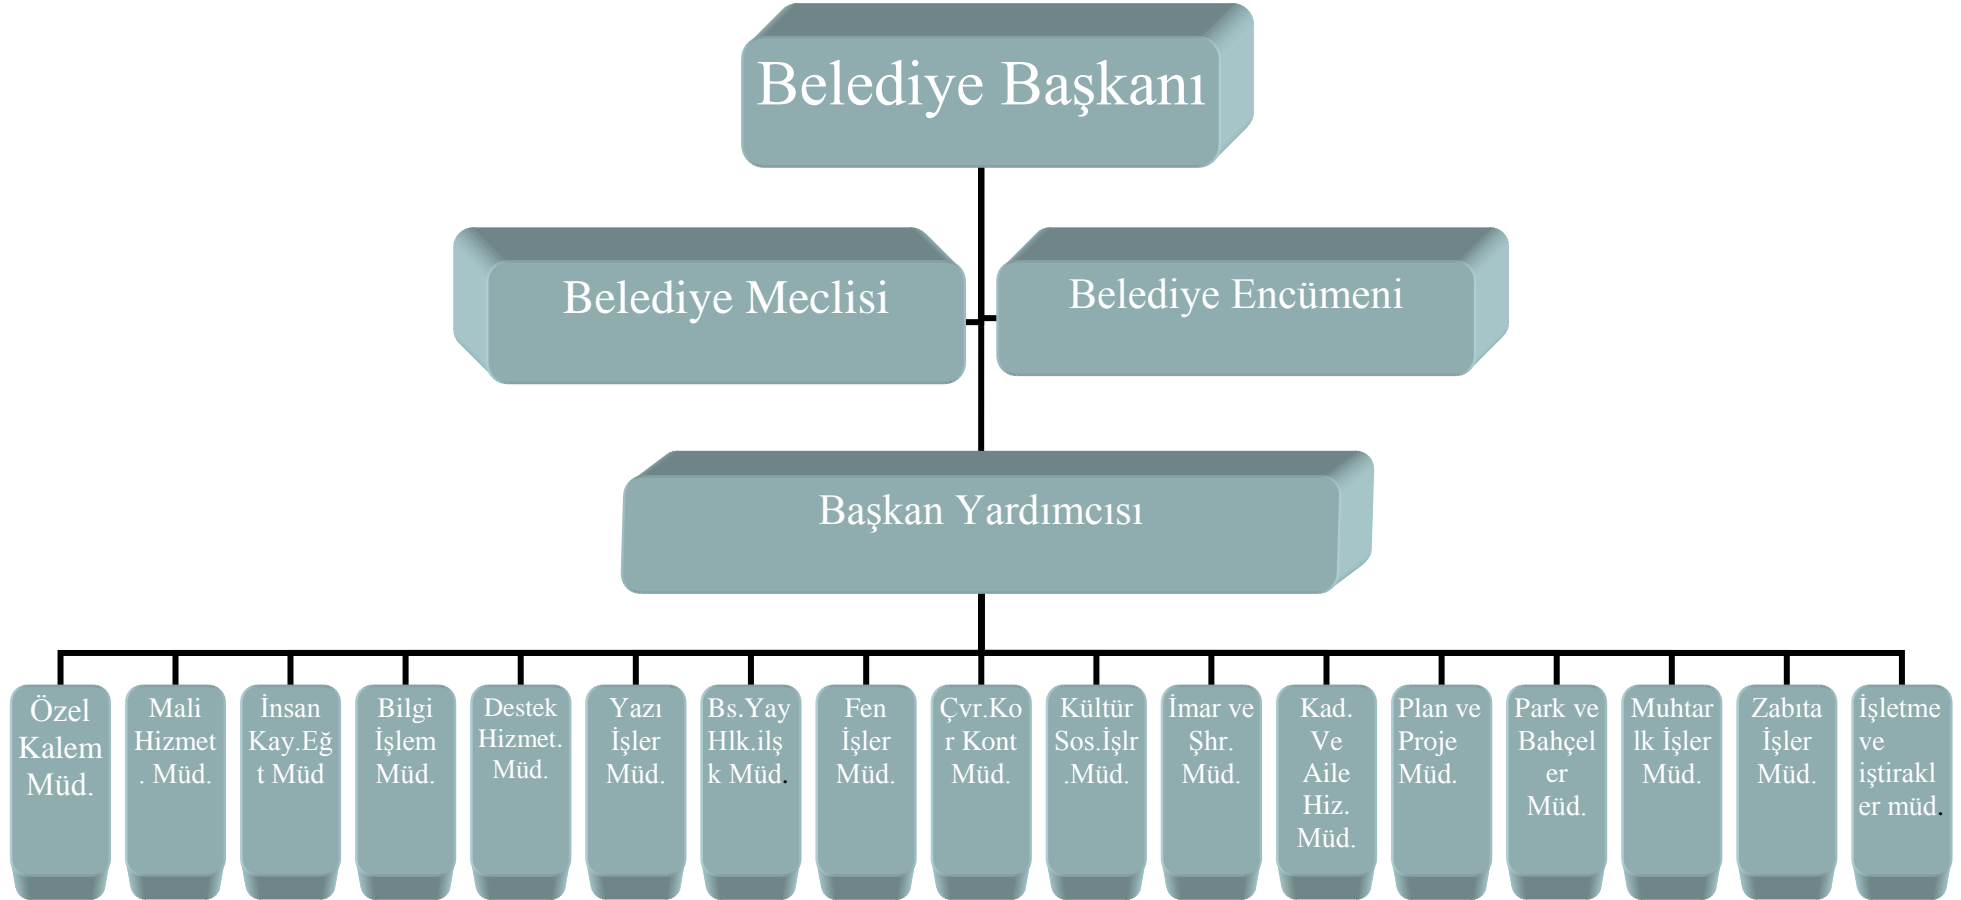 Belediye Başkanı
Belediye Meclisi
Belediye Encümeni
Başkan Yardımcısı
Özel
Kalem
Müd.
Mali
Hizmet
. Müd.
İnsan
Kay.Eğ
t Müd
Bilgi
İşlem
Müd.
Destek
Hizmet.
Müd.
Yazı
İşler
Müd.
Bs.Yay
Hlk.ilş
k Müd.
Fen
İşler
Müd.
Çvr.Ko
r Kont
Müd.
Kültür
Sos.İşlr
.Müd.
İmar ve
Şhr.
Müd.
Kad.
Ve
Aile
Hiz.
Müd.
Plan ve
Proje
Müd.
Park ve
Bahçel
er
Müd.
Muhtar
lk İşler
Müd.
Zabıta
İşler
Müd.
İşletme
ve
iştirakl
er müd.